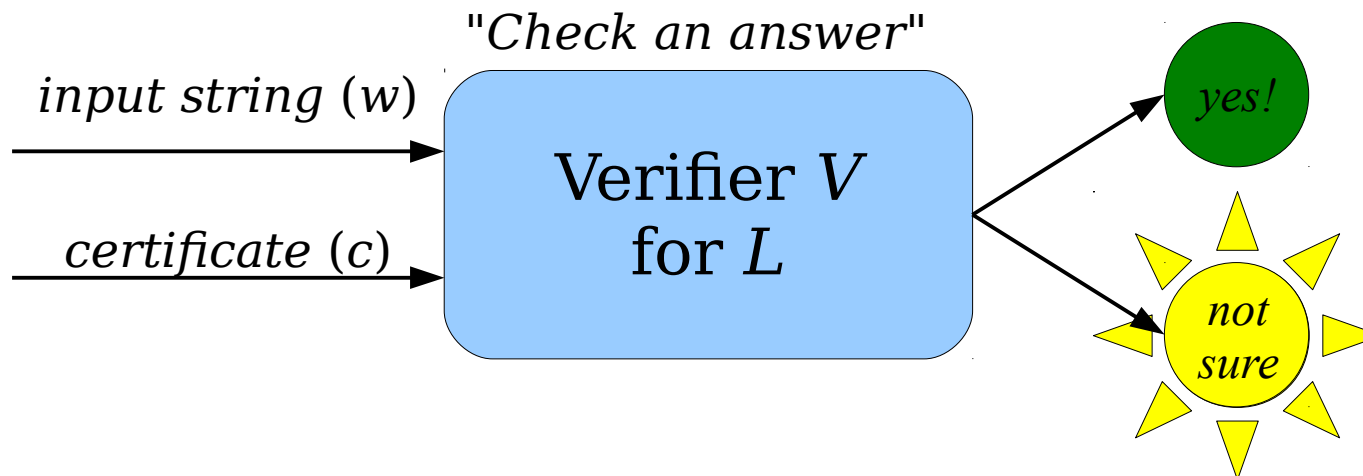 "Check an answer"
input string (w)
certificate (c)
Verifier V
for L
yes!
not
sure